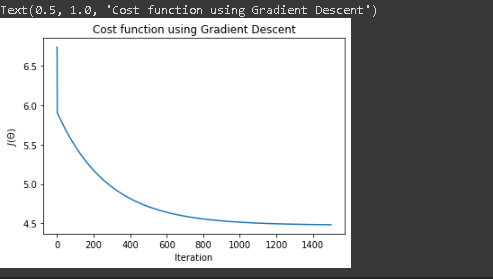 Text(0.5, 1.0, 'Cost function using Gradient Descent')
Cost function using Gradient Descent
6.5
6.0
5.5
5.0
4.5
J(Θ)
0 200 400 600 800 1000 1200 1400
Iteration